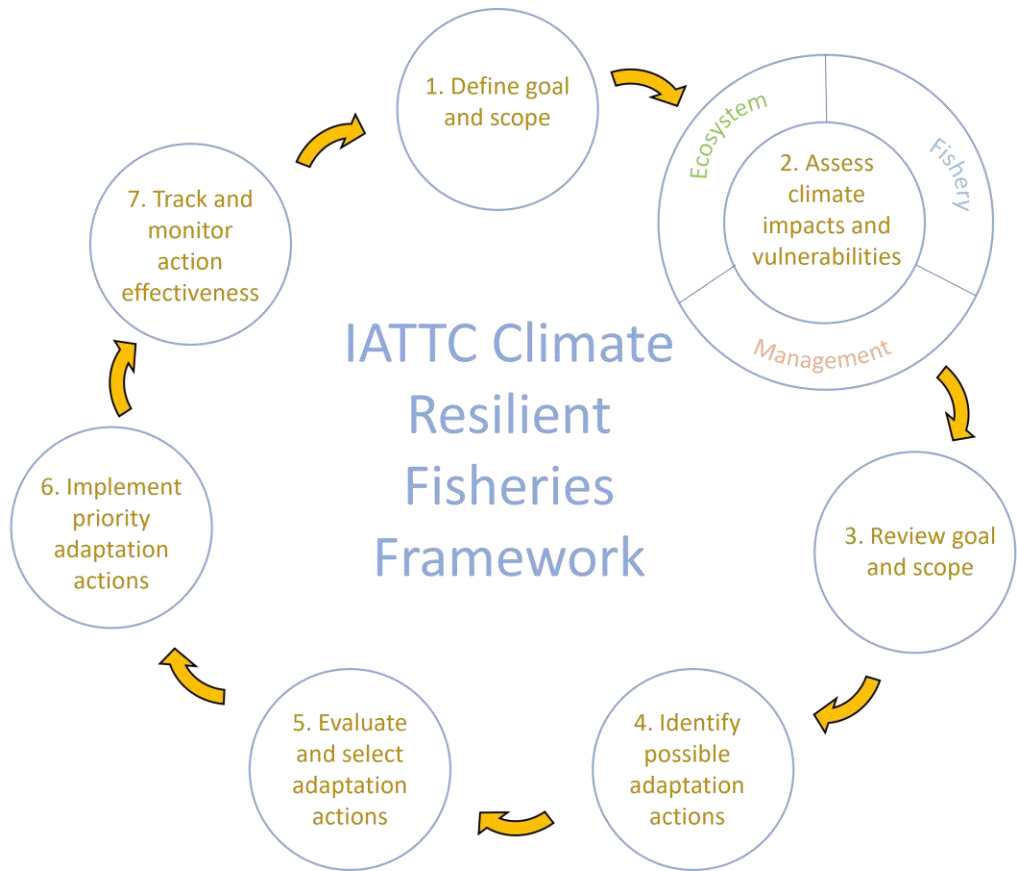 1. Define goal
and scope
Ecosystem
Fishery
Management
2. Assess
climate
impacts and
vulnerabilities
3. Review goal
and scope
4. Identify
possible
adaptation
actions
5. Evaluate
and select
adaptation
actions
6. Implement
priority
adaptation
actions
7. Track and
monitor
action
effectiveness
IATTC Climate
Resilient
Fisheries
Framework